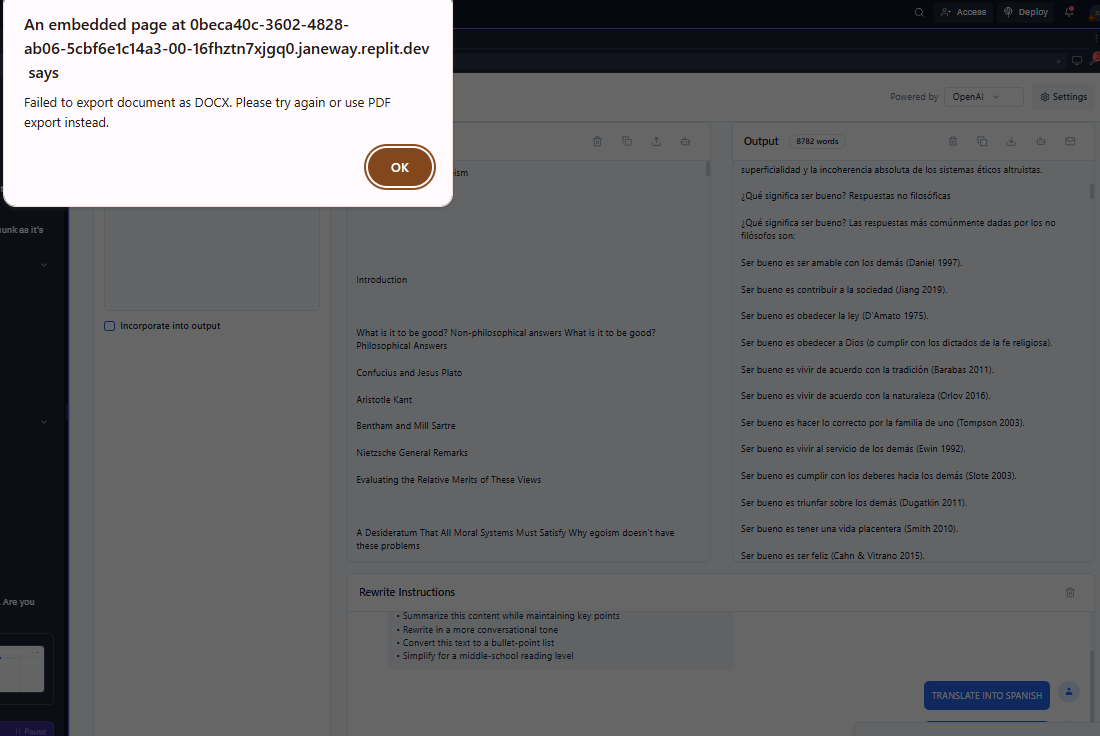 An embedded page at 0beca40c-3602-4828-
ab06-5cbf6e1c14a3-00-16fhztn7xjgq0.janeway.replit.dev
says
Failed to export document as DOCX. Please try again or use PDF
export instead.
OK
Access
Deploy
Powered by
OpenAI
Settings
unk as it's
Incorporate into output
. Are you
Pause
ism
Introduction
What is it to be good? Non-philosophical answers What is it to be good?
Philosophical Answers
Confucius and Jesus Plato
Aristotle Kant
Bentham and Mill Sartre
Nietzsche General Remarks
Evaluating the Relative Merits of These Views
A Desideratum That All Moral Systems Must Satisfy Why egoism doesn't have
these problems
Output
8782 words
superficialidad y la incoherencia absoluta de los sistemas éticos altruistas.
¿Qué significa ser bueno? Respuestas no filosóficas
¿Qué significa ser bueno? Las respuestas más comúnmente dadas por los no
filósofos son:
Ser bueno es ser amable con los demás (Daniel 1997).
Ser bueno es contribuir a la sociedad (Jiang 2019).
Ser bueno es obedecer la ley (D'Amato 1975).
Ser bueno es obedecer a Dios (o cumplir con los dictados de la fe religiosa).
Ser bueno es vivir de acuerdo con la tradición (Barabas 2011).
Ser bueno es vivir de acuerdo con la naturaleza (Orlov 2016).
Ser bueno es hacer lo correcto por la familia de uno (Tompson 2003).
Ser bueno es vivir al servicio de los demás (Ewin 1992).
Ser bueno es cumplir con los deberes hacia los demás (Slote 2003).
Ser bueno es triunfar sobre los demás (Dugatkin 2011).
Ser bueno es tener una vida placentera (Smith 2010).
Ser bueno es ser feliz (Cahn & Vitrano 2015).
Rewrite Instructions
• Summarize this content while maintaining key points
• Rewrite in a more conversational tone
• Convert this text to a bullet-point list
• Simplify for a middle-school reading level
TRANSLATE INTO SPANISH